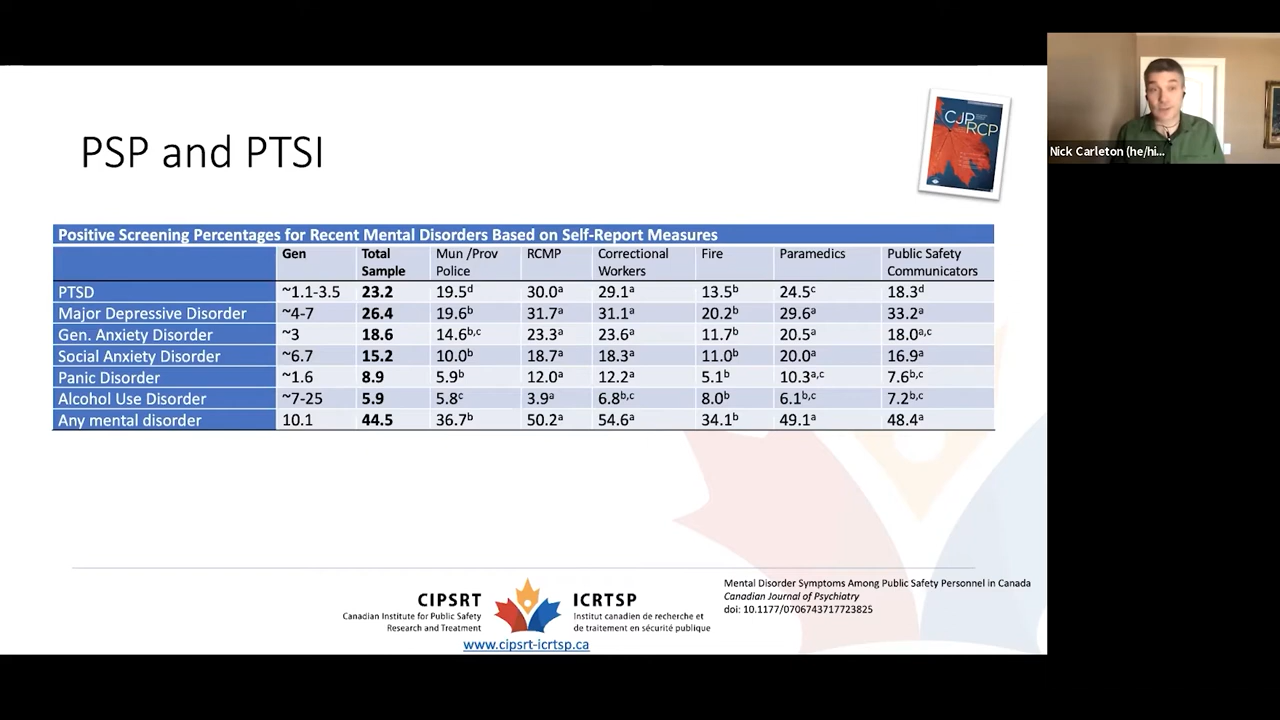 PSP and PTSI
CJP
RCP
Nick Carleton (he/hi...
Positive Screening Percentages for Recent Mental Disorders Based on Self-Report Measures
Gen Total Sample Mun /Prov Police RCMP Correctional Workers Fire Paramedics Public Safety Communicators
PTSD ~1.1-3.5 23.2 19.5ᵈ 30.0ᵃ 29.1ᵃ 13.5ᵇ 24.5ᶜ 18.3ᵈ
Major Depressive Disorder ~4-7 26.4 19.6ᵇ 31.7ᵃ 31.1ᵃ 20.2ᵇ 29.6ᵃ 33.2ᵃ
Gen. Anxiety Disorder ~3 18.6 14.6ᵇ,ᶜ 23.3ᵃ 23.6ᵃ 11.7ᵇ 20.5ᵃ 18.0ᵃ,ᶜ
Social Anxiety Disorder ~6.7 15.2 10.0ᵇ 18.7ᵃ 18.3ᵃ 11.0ᵇ 20.0ᵃ 16.9ᵃ
Panic Disorder ~1.6 8.9 5.9ᵇ 12.0ᵃ 12.2ᵃ 5.1ᵇ 10.3ᵃ,ᶜ 7.6ᵇ,ᶜ
Alcohol Use Disorder ~7-25 5.9 5.8ᶜ 3.9ᵃ 6.8ᵇ,ᶜ 8.0ᵇ 6.1ᵇ,ᶜ 7.2ᵇ,ᶜ
Any mental disorder 10.1 44.5 36.7ᵇ 50.2ᵃ 54.6ᵃ 34.1ᵇ 49.1ᵃ 48.4ᵃ
CIPSRT
Canadian Institute for Public Safety
Research and Treatment
ICRTSP
Institut canadien de recherche et
de traitement en sécurité publique
www.cipsrt-icrtsp.ca
Mental Disorder Symptoms Among Public Safety Personnel in Canada
Canadian Journal of Psychiatry
doi: 10.1177/0706743717723825